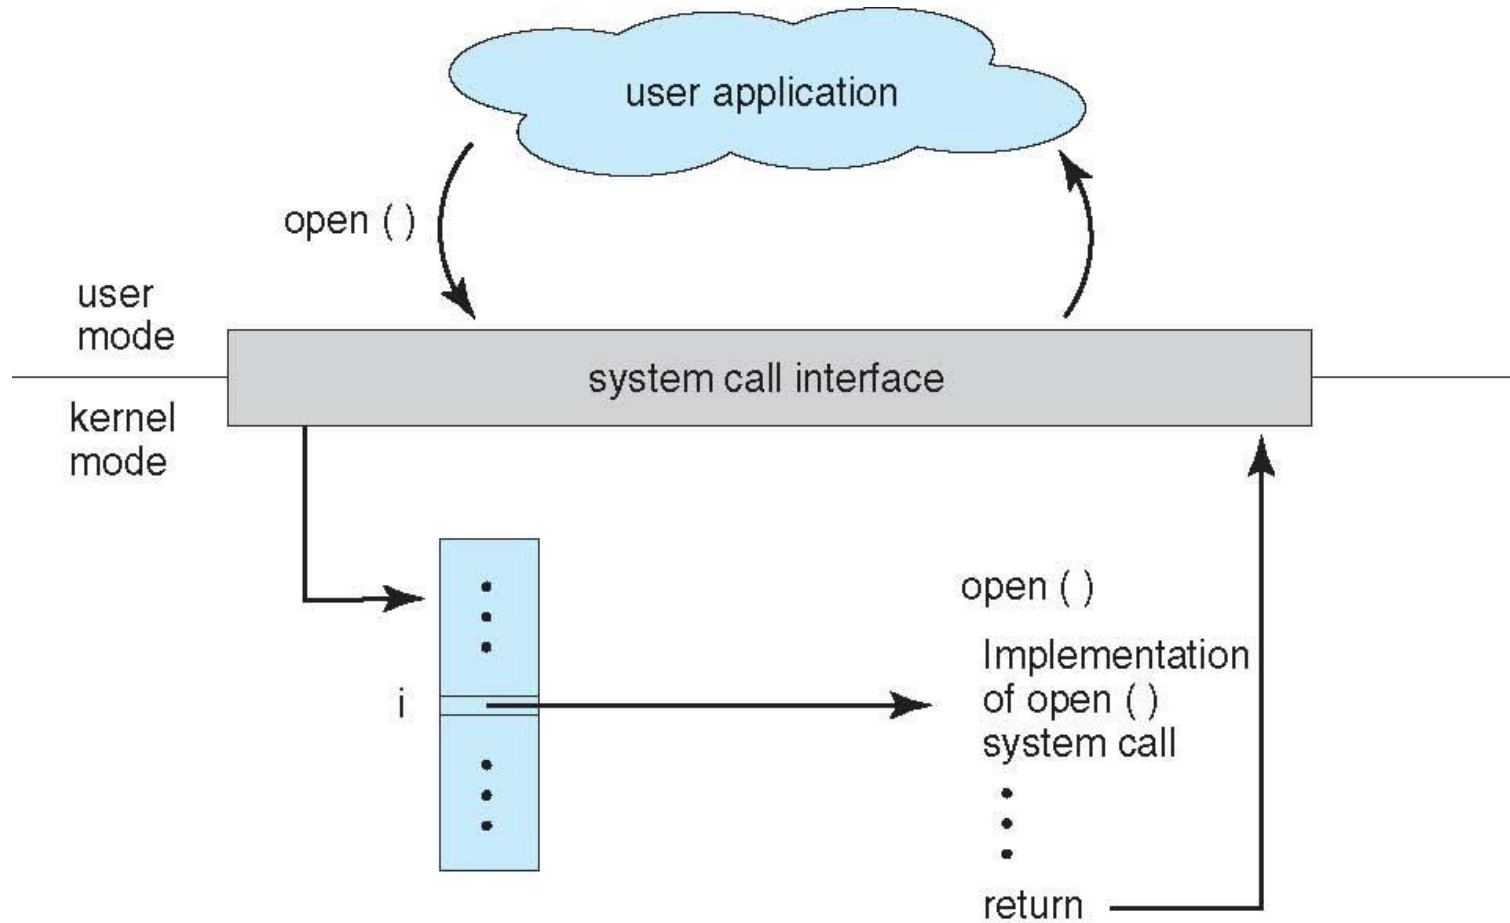 user application
open ( )
user
mode
system call interface
kernel
mode
open ( )
Implementation
of open ( )
system call
i
return